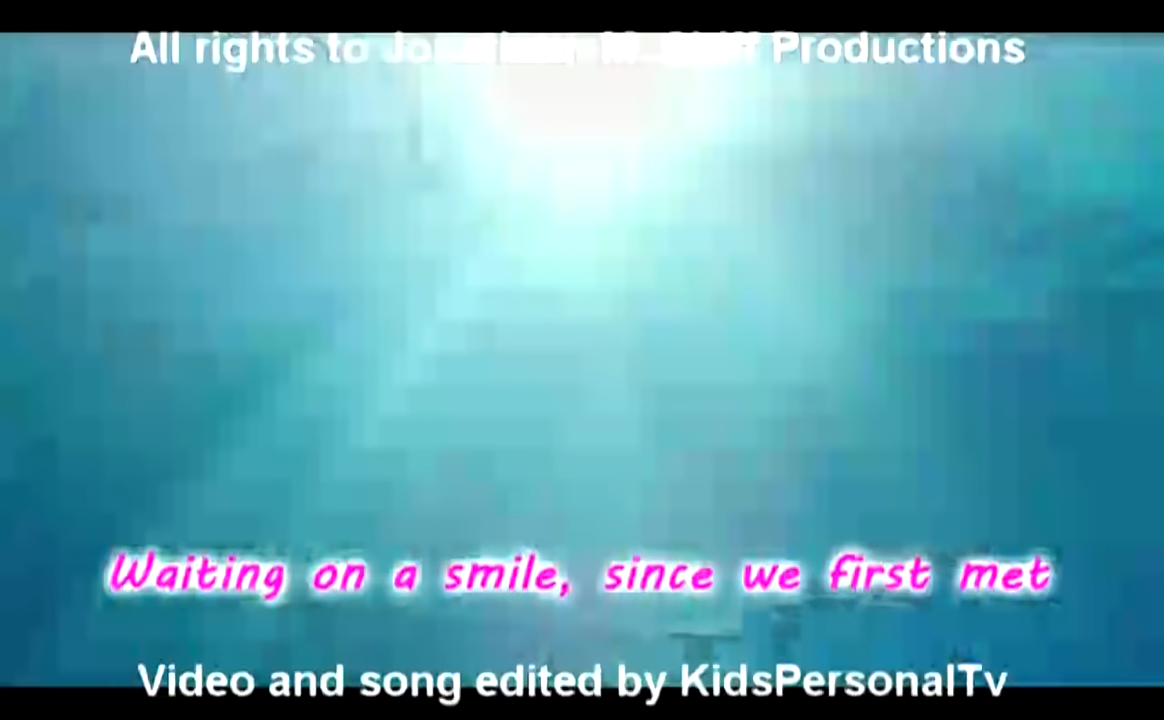 All rights to Productions
Waiting on a smile, since we first met
Video and song edited by KidsPersonalTv